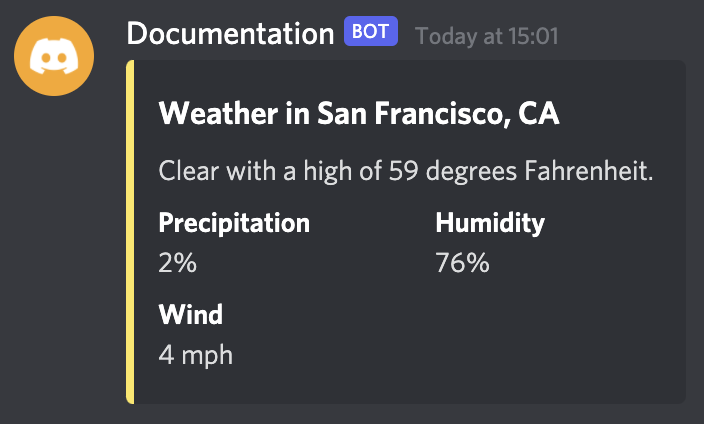 Documentation BOT Today at 15:01
Weather in San Francisco, CA
Clear with a high of 59 degrees Fahrenheit.
Precipitation Humidity
2% 76%
Wind
4 mph